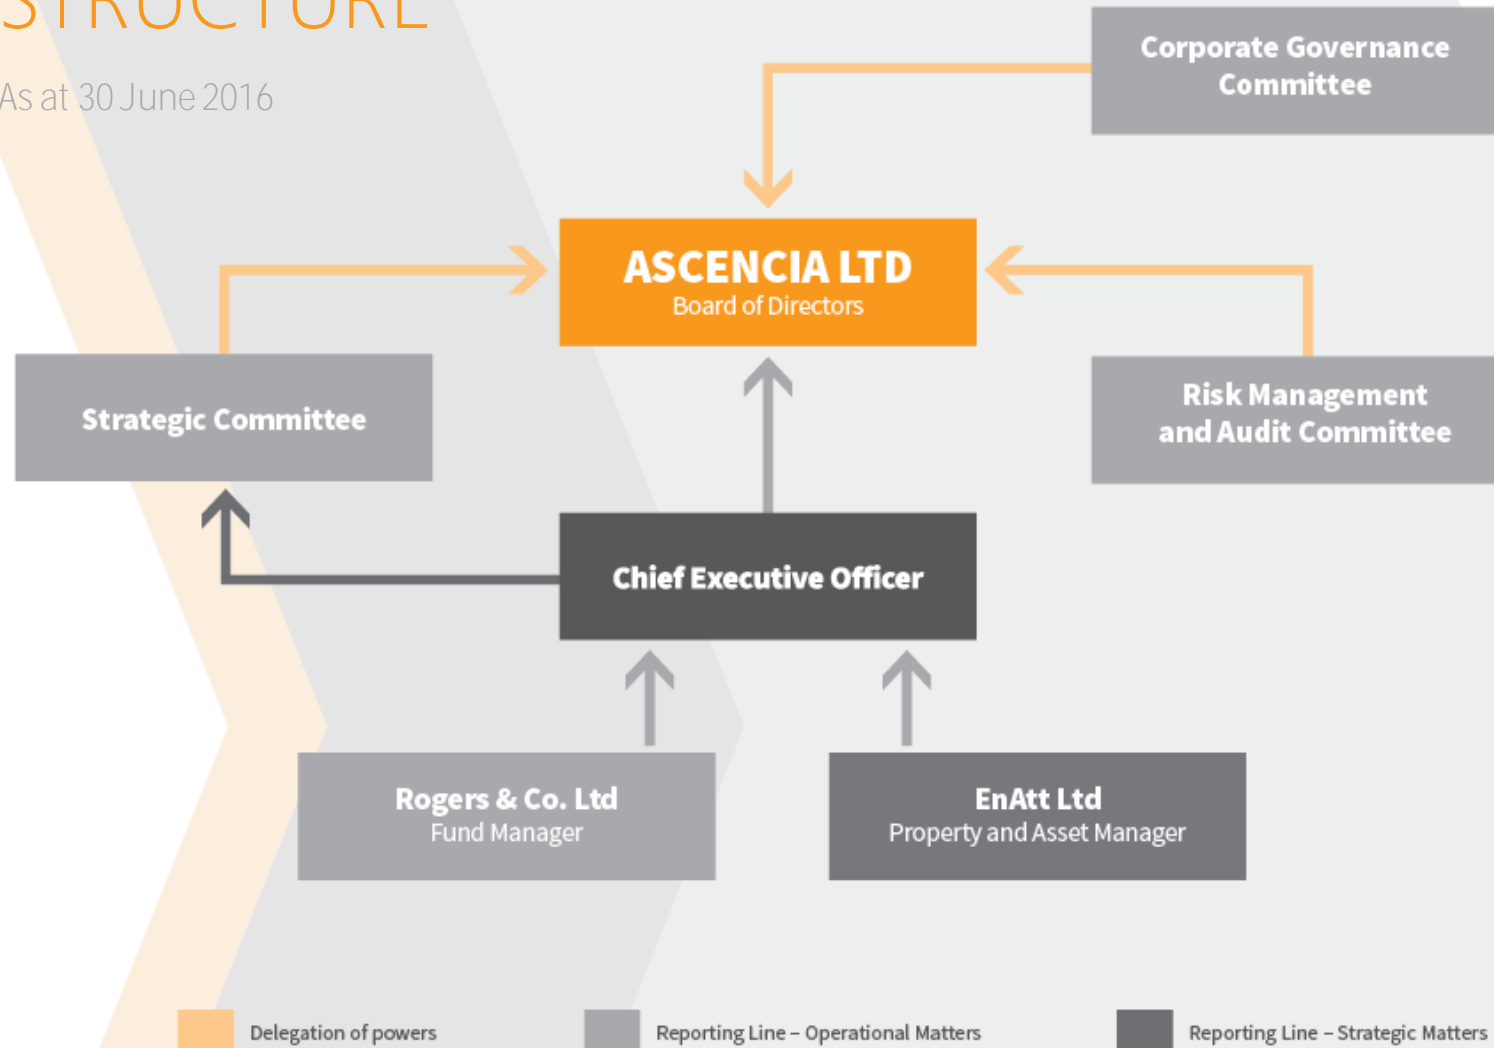 STRUCTURE
As at 30 June 2016
Corporate Governance
Committee
ASCENCIA LTD
Board of Directors
Strategic Committee
Risk Management
and Audit Committee
Chief Executive Officer
Rogers & Co. Ltd
Fund Manager
EnAtt Ltd
Property and Asset Manager
Delegation of powers
Reporting Line – Operational Matters
Reporting Line – Strategic Matters